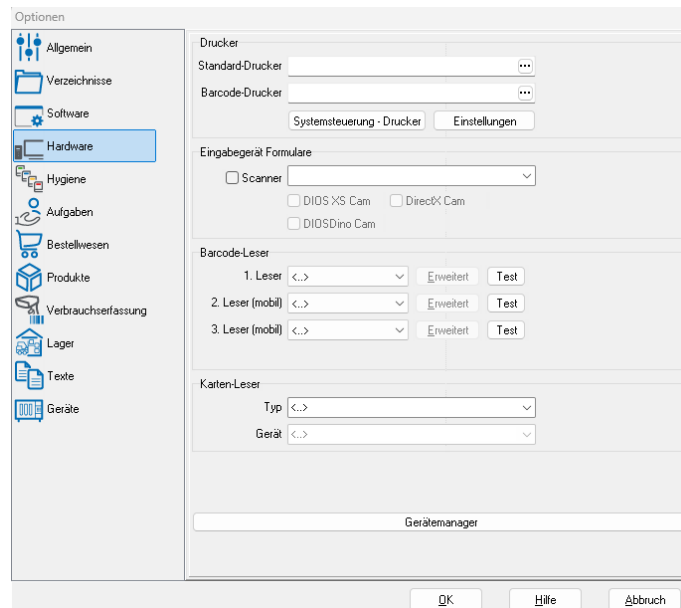 Optionen
Allgemein
Verzeichnisse
Software
Hardware
Hygiene
Aufgaben
Bestellwesen
Produkte
Verbrauchserfassung
Lager
Texte
Geräte
Drucker
Standard-Drucker ...
Barcode-Drucker ...
Systemsteuerung - Drucker Einstellungen
Eingabegerät Formulare
Scanner
DIOS XS Cam DirectX Cam
DIOSDino Cam
Barcode-Leser
1. Leser <..> Erweitert Test
2. Leser (mobil) <..> Erweitert Test
3. Leser (mobil) <..> Erweitert Test
Karten-Leser
Typ <..>
Gerät <..>
Gerätemanager
OK Hilfe Abbruch